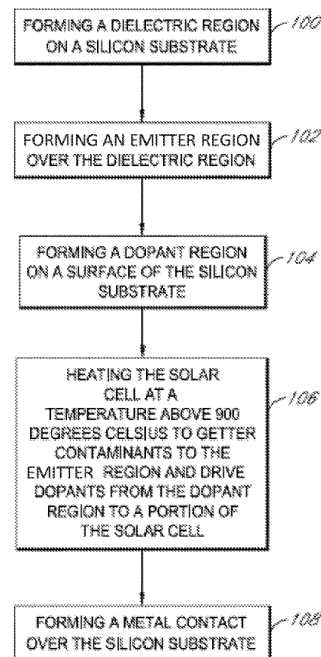 FORMING A DIELECTRIC REGION
ON A SILICON SUBSTRATE
100
FORMING AN EMITTER REGION
OVER THE DIELECTRIC REGION
102
FORMING A DOPANT REGION
ON A SURFACE OF THE SILICON
SUBSTRATE
104
HEATING THE SOLAR
CELL AT A
TEMPERATURE ABOVE 900
DEGREES CELSIUS TO GETTER
CONTAMINANTS TO THE
EMITTER REGION AND DRIVE
DOPANTS FROM THE DOPANT
REGION TO A PORTION OF
THE SOLAR CELL
106
FORMING A METAL CONTACT
OVER THE SILICON SUBSTRATE
108